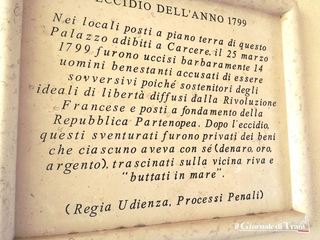 ECCIDIO DELL'ANNO 1799
Nei locali posti a piano terra di questo
Palazzo adibiti a Carcere, il 25 marzo
1799 furono uccisi barbaramente 14
uomini benestanti accusati di essere
sovversivi poiché sostenitori degli
ideali di libertà diffusi dalla Rivoluzione
Francese e posti a fondamento della
Repubblica Partenopea. Dopo l'eccidio,
questi sventurati furono privati dei beni
che ciascuno aveva con sé (denaro, oro,
argento), trascinati sulla vicina riva e
"buttati in mare".
(Regia Udienza, Processi Penali)
il Giornale di Trani